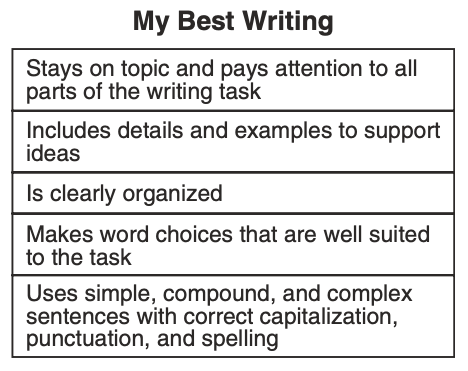 My Best Writing
Stays on topic and pays attention to all
parts of the writing task
Includes details and examples to support
ideas
Is clearly organized
Makes word choices that are well suited
to the task
Uses simple, compound, and complex
sentences with correct capitalization,
punctuation, and spelling